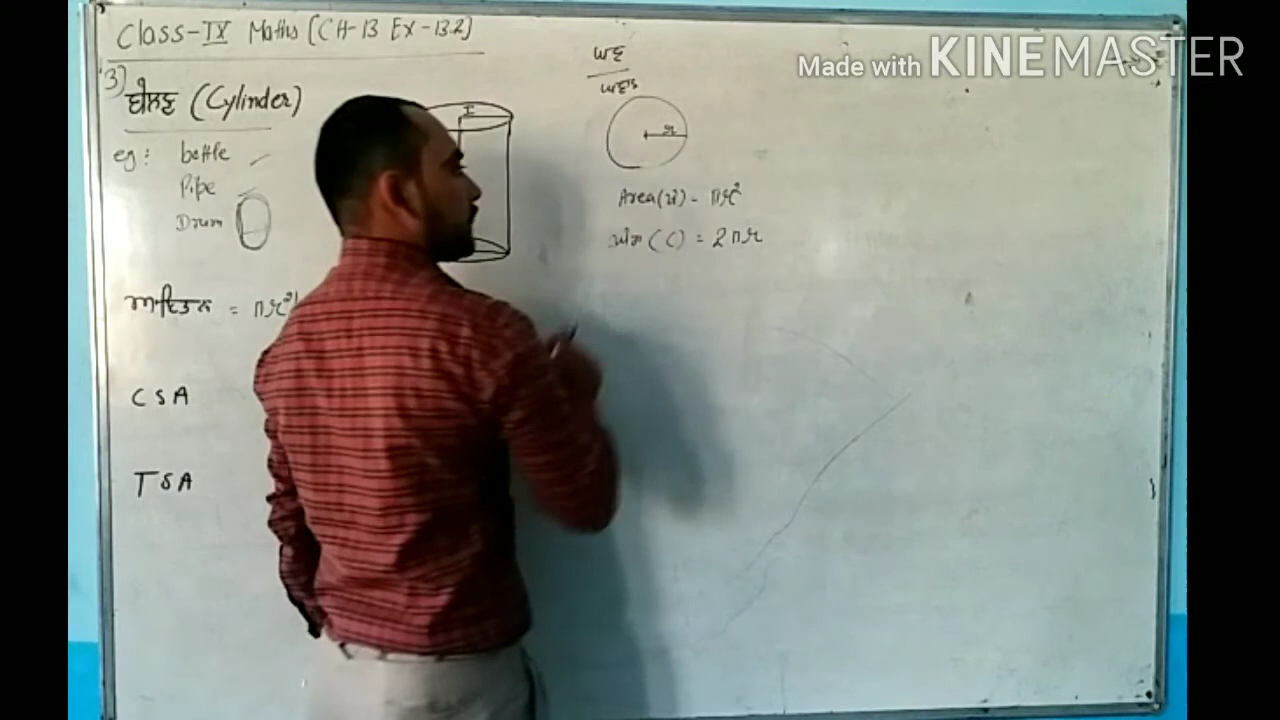 Class-IX Maths [CH-13 EX-13.2]
3)
(Cylinder)
eg: bottle
Pipe
Drum
= πr²
CSA
TSA
r
Area() - πr²
(C) = 2πr
Made with KINEMASTER